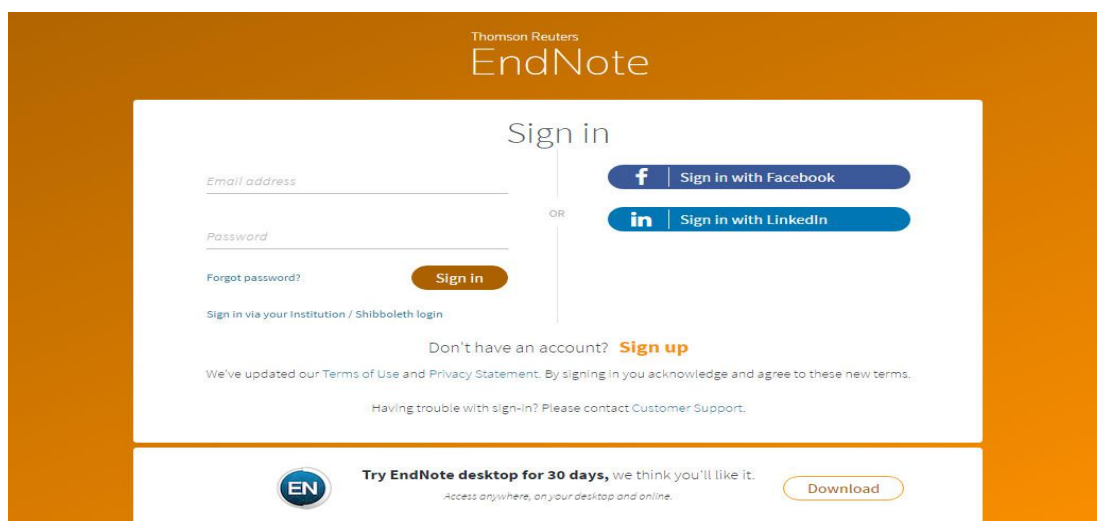 Thomson Reuters
EndNote
Sign in
Email address
Password
Forgot password?
Sign in
Sign in via your Institution / Shibboleth login
OR
f Sign in with Facebook
in Sign in with LinkedIn
Don't have an account? Sign up
We've updated our Terms of Use and Privacy Statement. By signing in you acknowledge and agree to these new terms.
Having trouble with sign-in? Please contact Customer Support.
EN
Try EndNote desktop for 30 days, we think you'll like it.
Access anywhere, on your desktop and online.
Download